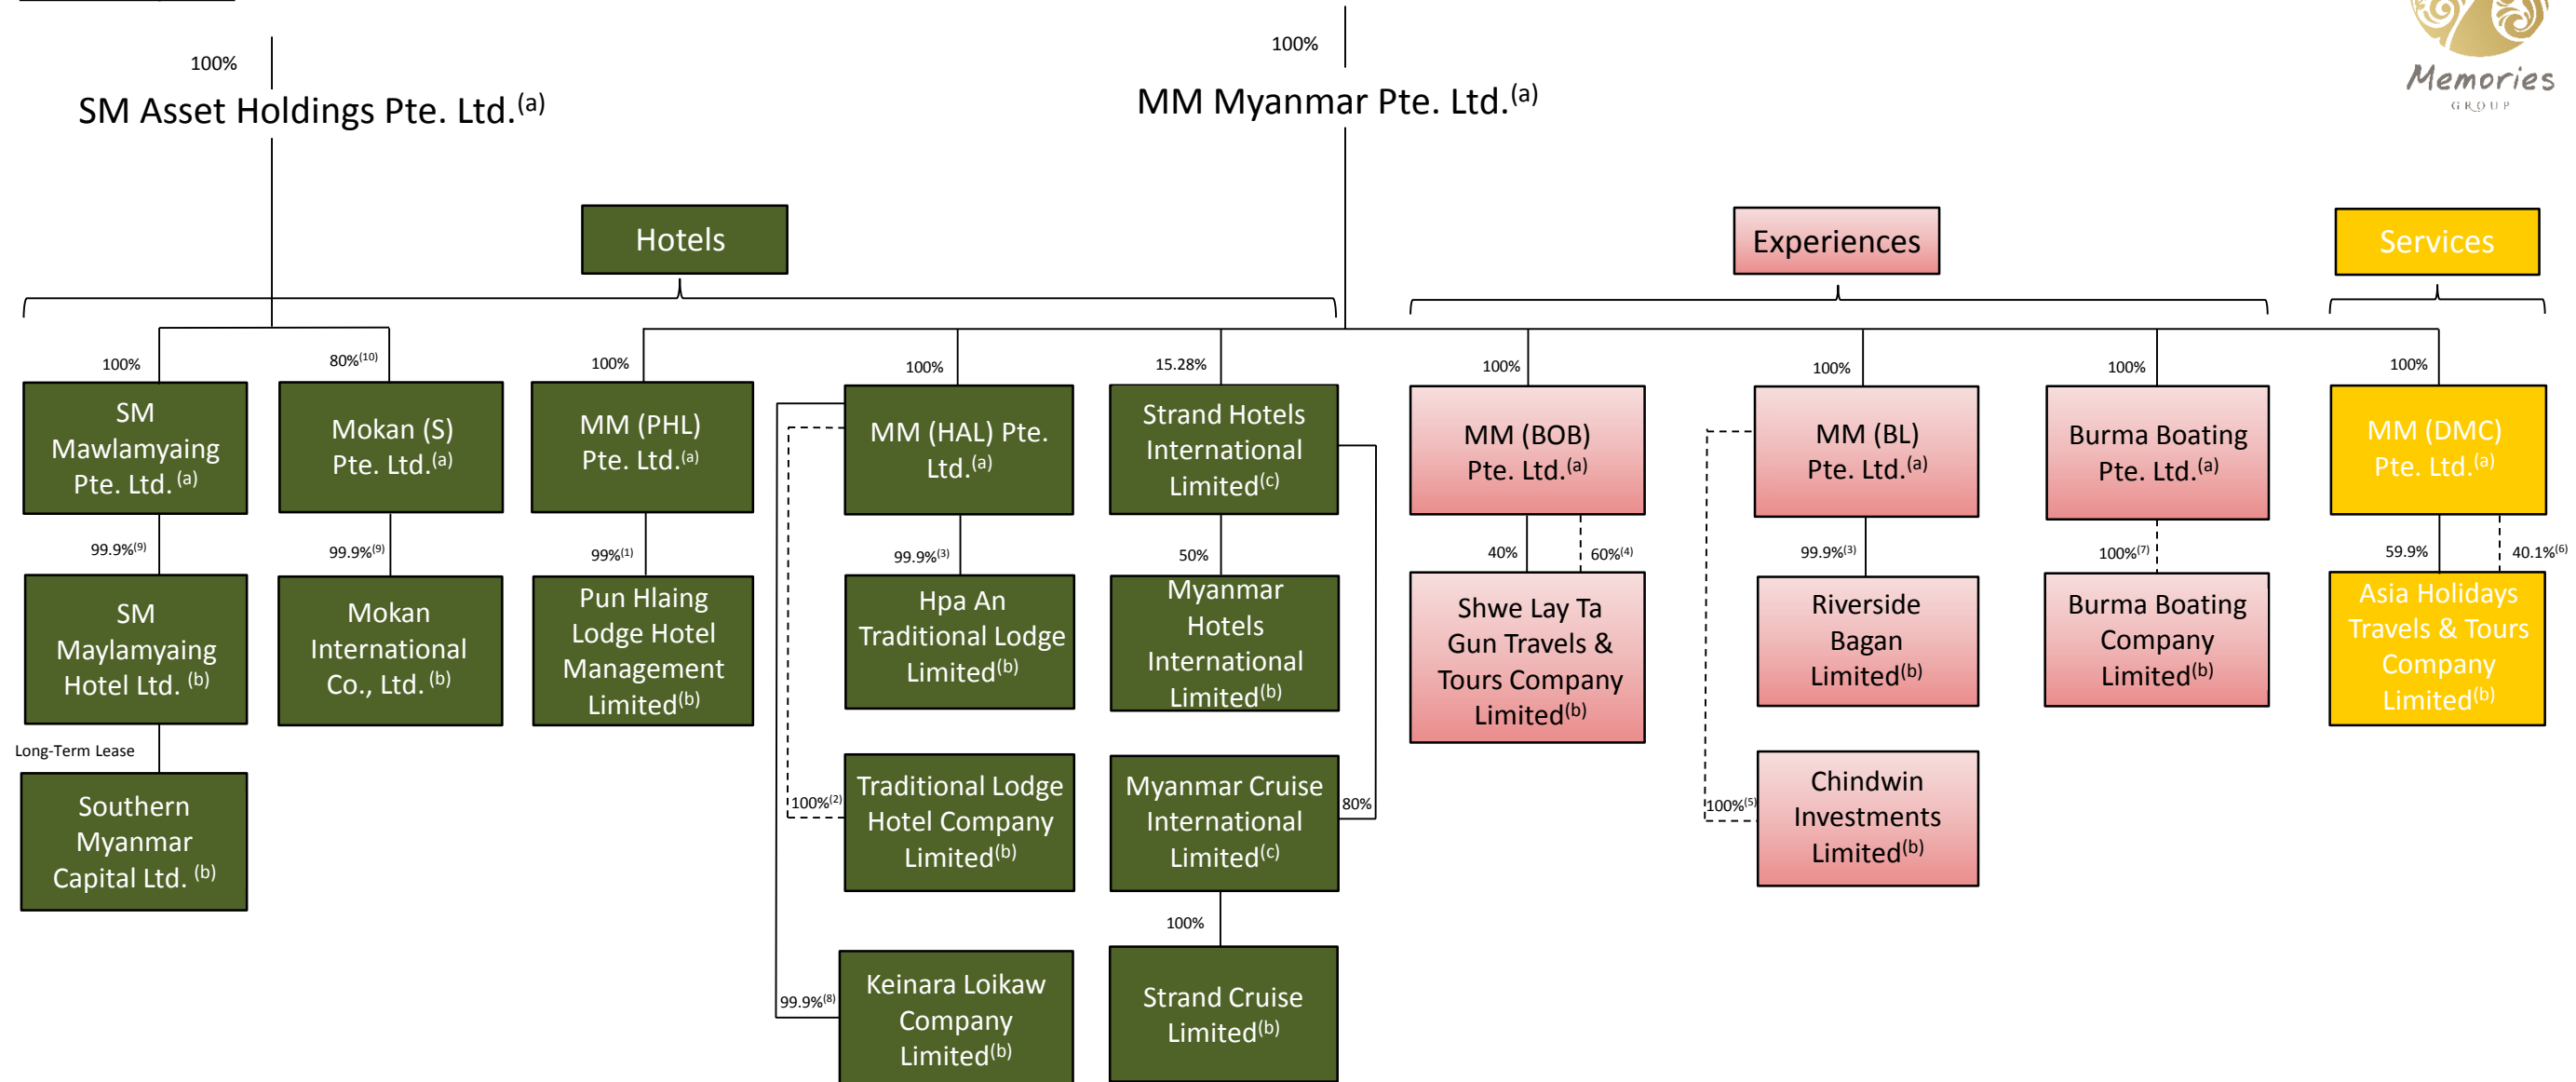 100%
SM Asset Holdings Pte. Ltd.(a)
100%
MM Myanmar Pte. Ltd.(a)
Memories
GROUP
Hotels
Experiences
Services
100%
80%(10)
100%
100%
15.28%
100%
100%
100%
100%
SM
Mawlamyaing
Pte. Ltd. (a)
Mokan (S)
Pte. Ltd.(a)
MM (PHL)
Pte. Ltd.(a)
MM (HAL) Pte.
Ltd.(a)
Strand Hotels
International
Limited(c)
MM (BOB)
Pte. Ltd.(a)
MM (BL)
Pte. Ltd.(a)
Burma Boating
Pte. Ltd.(a)
MM (DMC)
Pte. Ltd.(a)
99.9%(9)
99.9%(9)
99%(1)
99.9%(3)
50%
40%
60%(4)
99.9%(3)
100%(7)
59.9%
40.1%(6)
SM
Maylamyaing
Hotel Ltd. (b)
Mokan
International
Co., Ltd. (b)
Pun Hlaing
Lodge Hotel
Management
Limited(b)
Hpa An
Traditional Lodge
Limited(b)
Myanmar
Hotels
International
Limited(b)
Shwe Lay Ta
Gun Travels &
Tours Company
Limited(b)
Riverside
Bagan
Limited(b)
Burma Boating
Company
Limited(b)
Asia Holidays
Travels & Tours
Company
Limited(b)
Long-Term Lease
Southern
Myanmar
Capital Ltd. (b)
100%(2)
Traditional Lodge
Hotel Company
Limited(b)
Myanmar Cruise
International
Limited(c)
80%
100%(5)
Chindwin
Investments
Limited(b)
100%
99.9%(8)
Keinara Loikaw
Company
Limited(b)
Strand Cruise
Limited(b)